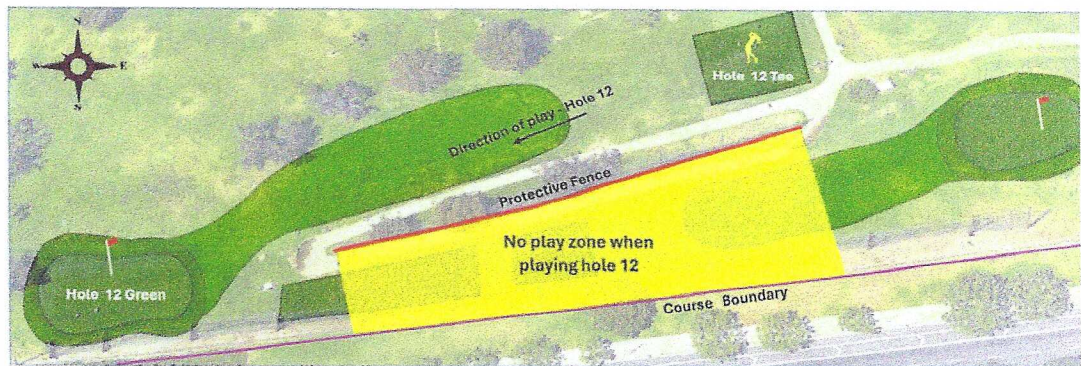 N
W
E
S
Hole 12 Tee
Direction of play - Hole 12
Protective Fence
No play zone when
playing hole 12
Hole 12 Green
Course Boundary